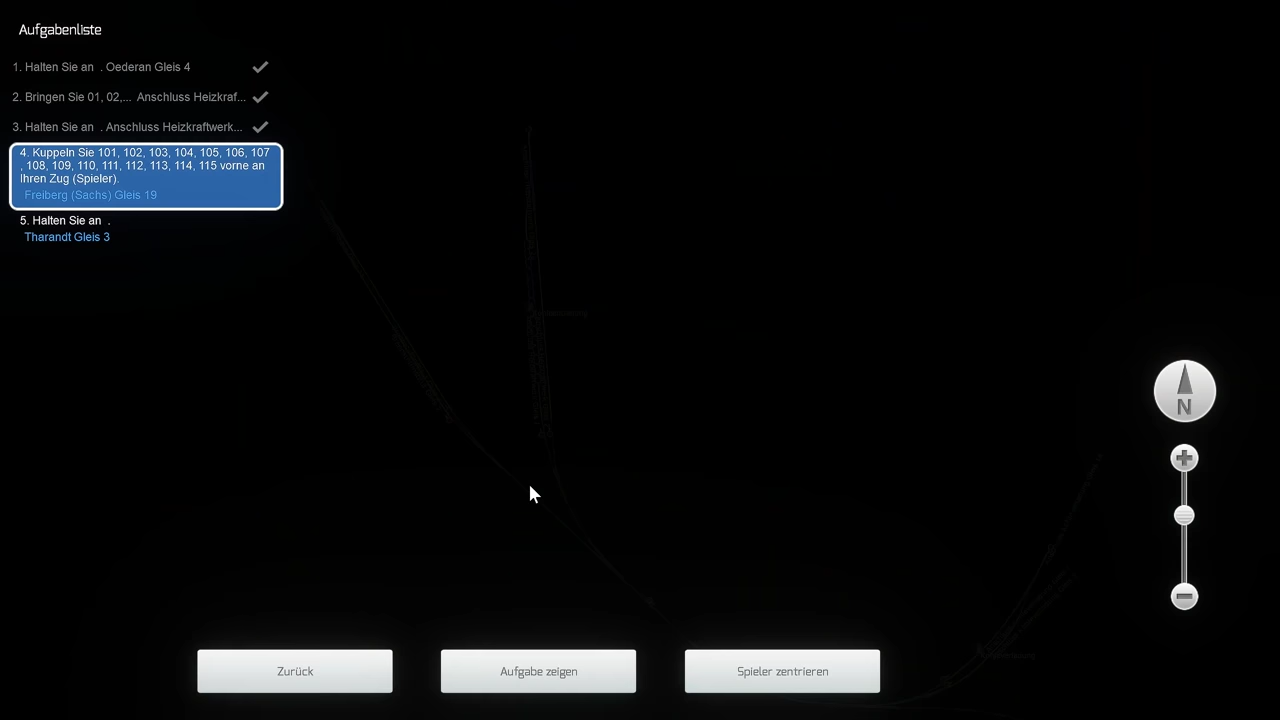 Aufgabenliste
1. Halten Sie an  . Oederan Gleis 4
2. Bringen Sie 01, 02,...  Anschluss Heizkraf...
3. Halten Sie an  . Anschluss Heizkraftwerk...
4. Kuppeln Sie 101, 102, 103, 104, 105, 106, 107
, 108, 109, 110, 111, 112, 113, 114, 115 vorne an
Ihren Zug (Spieler).
Freiberg (Sachs) Gleis 19
5. Halten Sie an  .
Tharandt Gleis 3
N
Zurück
Aufgabe zeigen
Spieler zentrieren